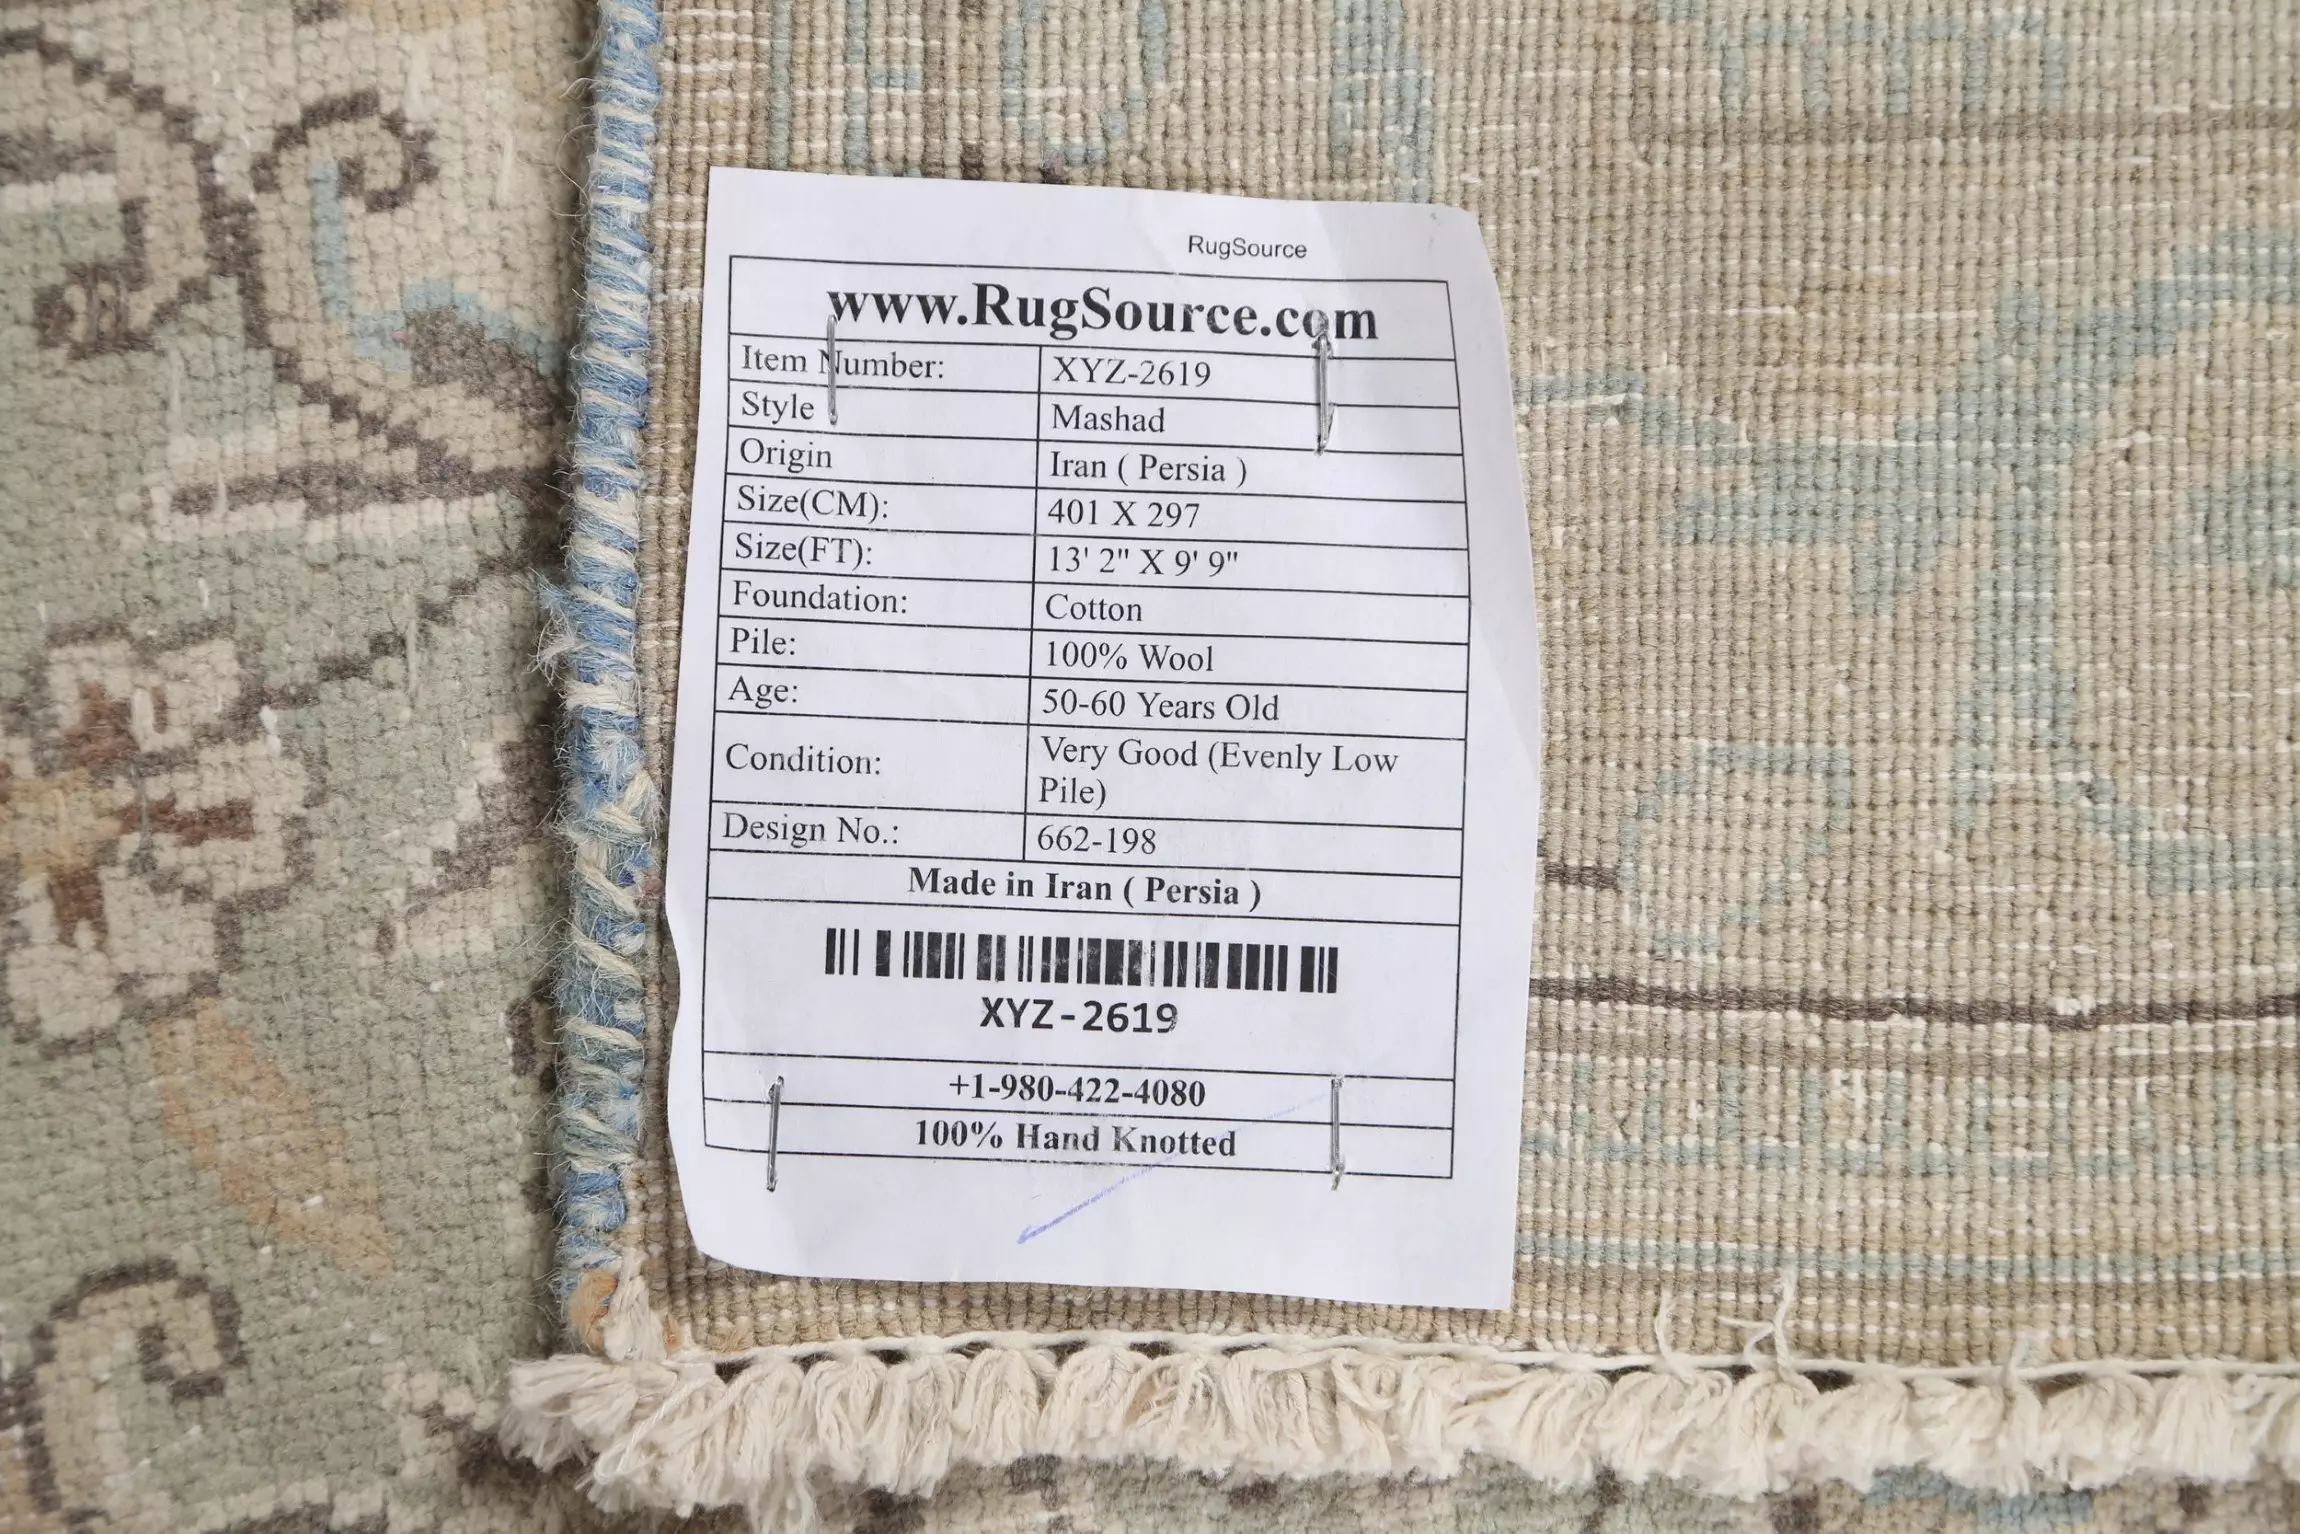 RugSource
www.RugSource.com
Item Number: XYZ-2619
Style Mashad
Origin Iran ( Persia )
Size(CM): 401 X 297
Size(FT): 13' 2" X 9' 9"
Foundation: Cotton
Pile: 100% Wool
Age: 50-60 Years Old
Condition: Very Good (Evenly Low
Pile)
Design No.: 662-198
Made in Iran ( Persia )
XYZ-2619
+1-980-422-4080
100% Hand Knotted